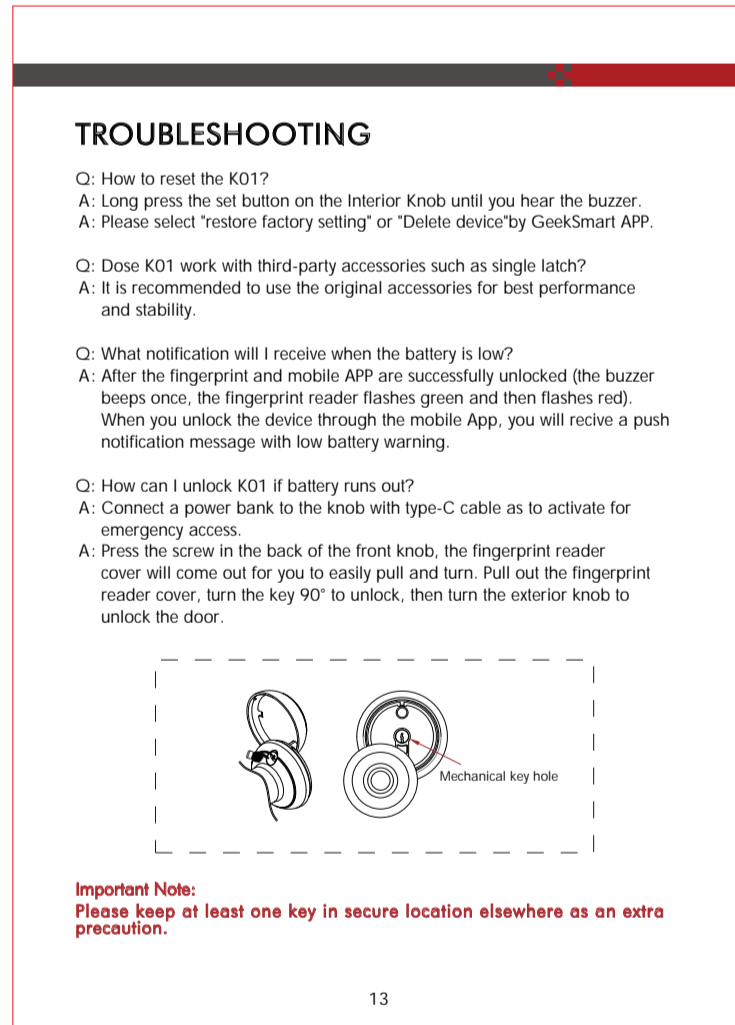 TROUBLESHOOTING
Q: How to reset the K01?
A: Long press the set button on the Interior Knob until you hear the buzzer.
A: Please select "restore factory setting" or "Delete device"by GeekSmart APP.
Q: Dose K01 work with third-party accessories such as single latch?
A: It is recommended to use the original accessories for best performance
and stability.
Q: What notification will I receive when the battery is low?
A: After the fingerprint and mobile APP are successfully unlocked (the buzzer
beeps once, the fingerprint reader flashes green and then flashes red).
When you unlock the device through the mobile App, you will recive a push
notification message with low battery warning.
Q: How can I unlock K01 if battery runs out?
A: Connect a power bank to the knob with type-C cable as to activate for
emergency access.
A: Press the screw in the back of the front knob, the fingerprint reader
cover will come out for you to easily pull and turn. Pull out the fingerprint
reader cover, turn the key 90° to unlock, then turn the exterior knob to
unlock the door.
Mechanical key hole
Important Note:
Please keep at least one key in secure location elsewhere as an extra
precaution.
13